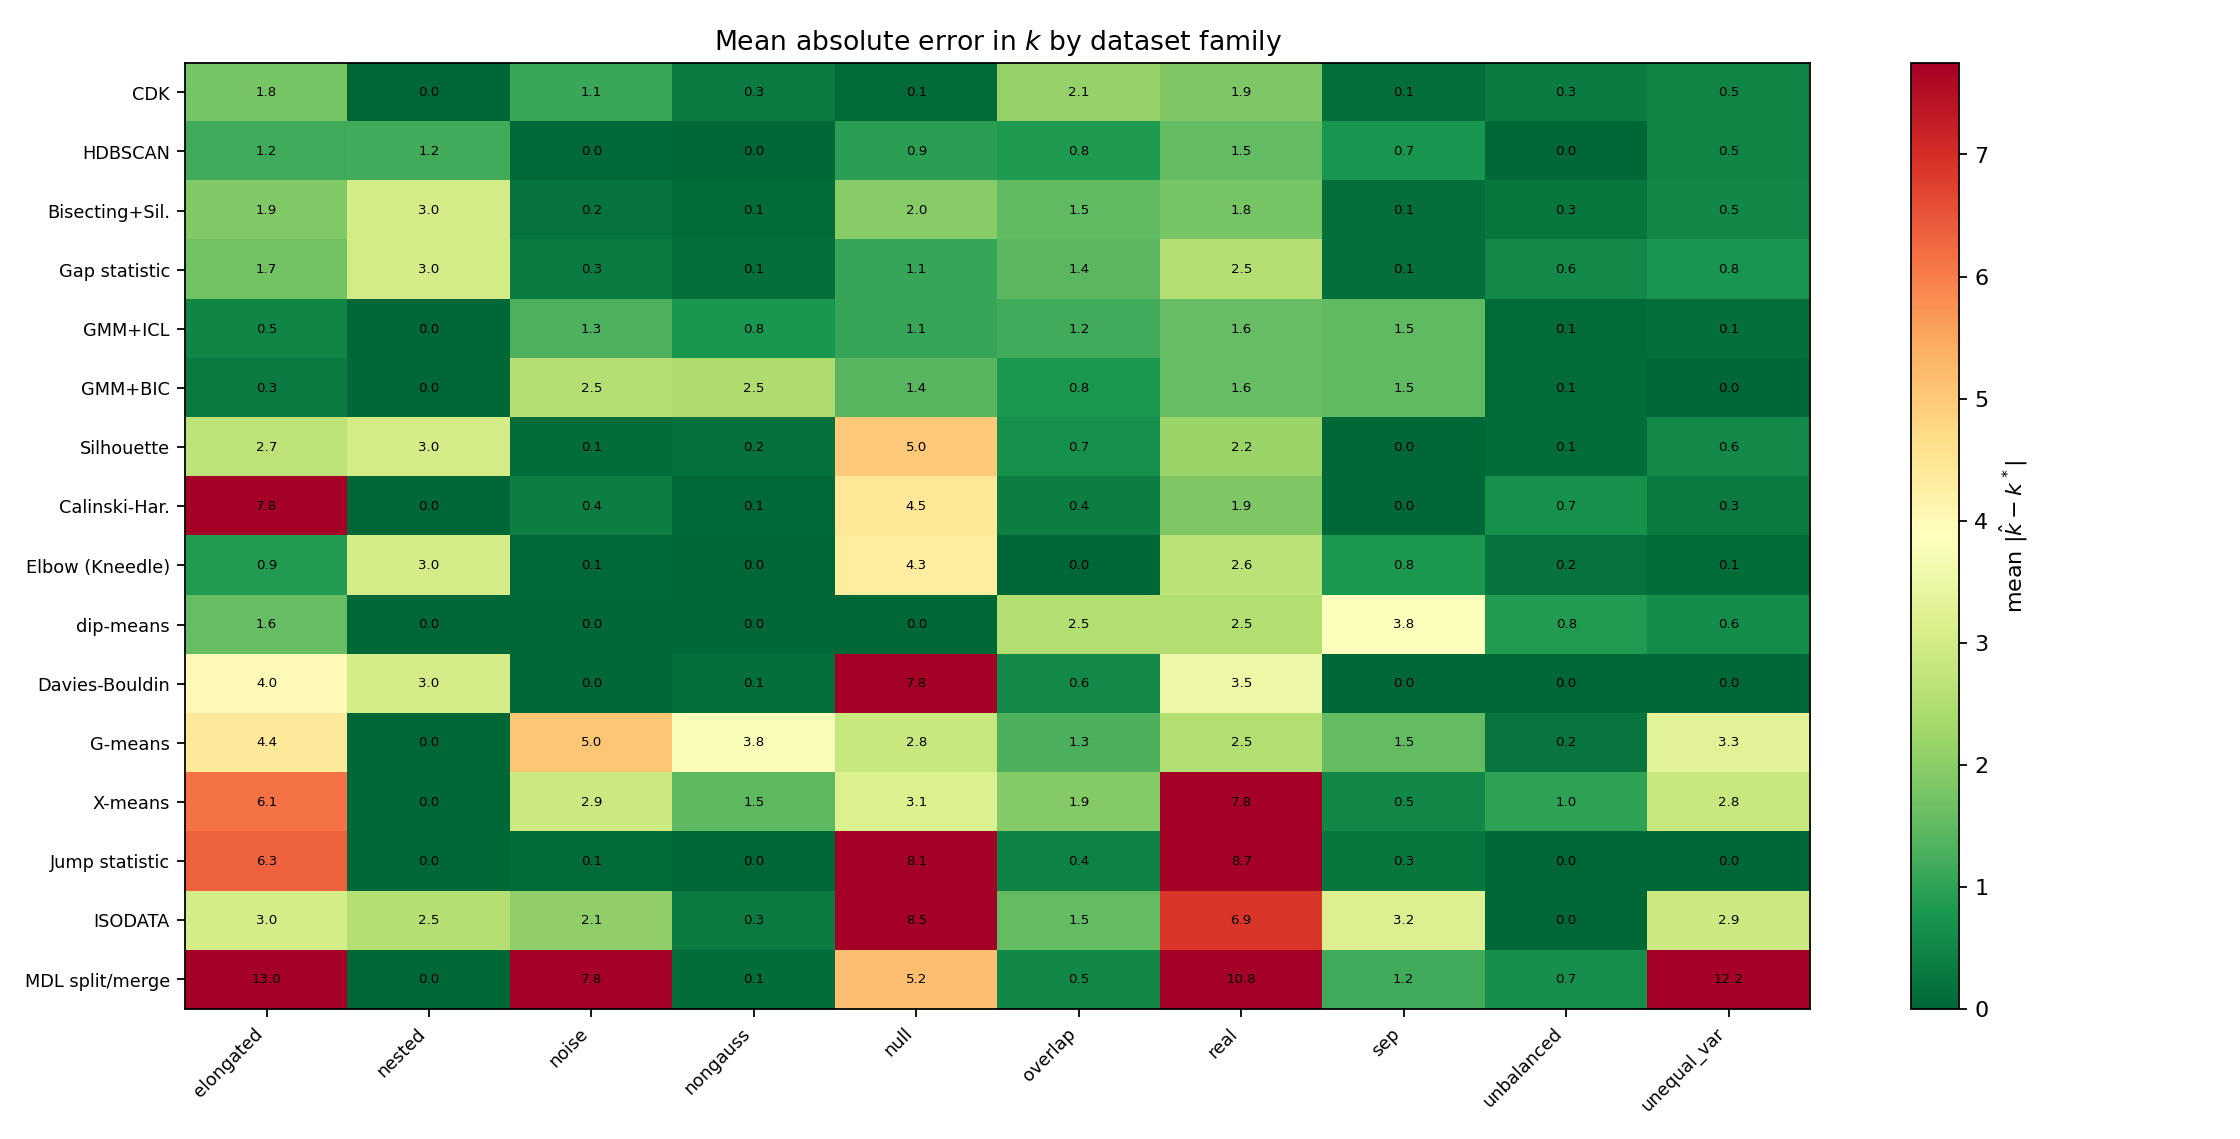 Mean absolute error in k by dataset family
CDK 1.8 0.0 1.1 0.3 0.1 2.1 1.9 0.1 0.3 0.5
HDBSCAN 1.2 1.2 0.0 0.0 0.9 0.8 1.5 0.7 0.0 0.5
Bisecting+Sil. 1.9 3.0 0.2 0.1 2.0 1.5 1.8 0.1 0.3 0.5
Gap statistic 1.7 3.0 0.3 0.1 1.1 1.4 2.5 0.1 0.6 0.8
GMM+ICL 0.5 0.0 1.3 0.8 1.1 1.2 1.6 1.5 0.1 0.1
GMM+BIC 0.3 0.0 2.5 2.5 1.4 0.8 1.6 1.5 0.1 0.0
Silhouette 2.7 3.0 0.1 0.2 5.0 0.7 2.2 0.0 0.1 0.6
Calinski-Har. 7.8 0.0 0.4 0.1 4.5 0.4 1.9 0.0 0.7 0.3
Elbow (Kneedle) 0.9 3.0 0.1 0.0 4.3 0.0 2.6 0.8 0.2 0.1
dip-means 1.6 0.0 0.0 0.0 0.0 2.5 2.5 3.8 0.8 0.6
Davies-Bouldin 4.0 3.0 0.0 0.1 7.8 0.6 3.5 0.0 0.0 0.0
G-means 4.4 0.0 5.0 3.8 2.8 1.3 2.5 1.5 0.2 3.3
X-means 6.1 0.0 2.9 1.5 3.1 1.9 7.8 0.5 1.0 2.8
Jump statistic 6.3 0.0 0.1 0.0 8.1 0.4 8.7 0.3 0.0 0.0
ISODATA 3.0 2.5 2.1 0.3 8.5 1.5 6.9 3.2 0.0 2.9
MDL split/merge 13.0 0.0 7.8 0.1 5.2 0.5 10.8 1.2 0.7 12.2
elongated nested noise nongauss null overlap real sep unbalanced unequal_var
7
6
5
4
3
2
1
0
mean |k̂ − k*|